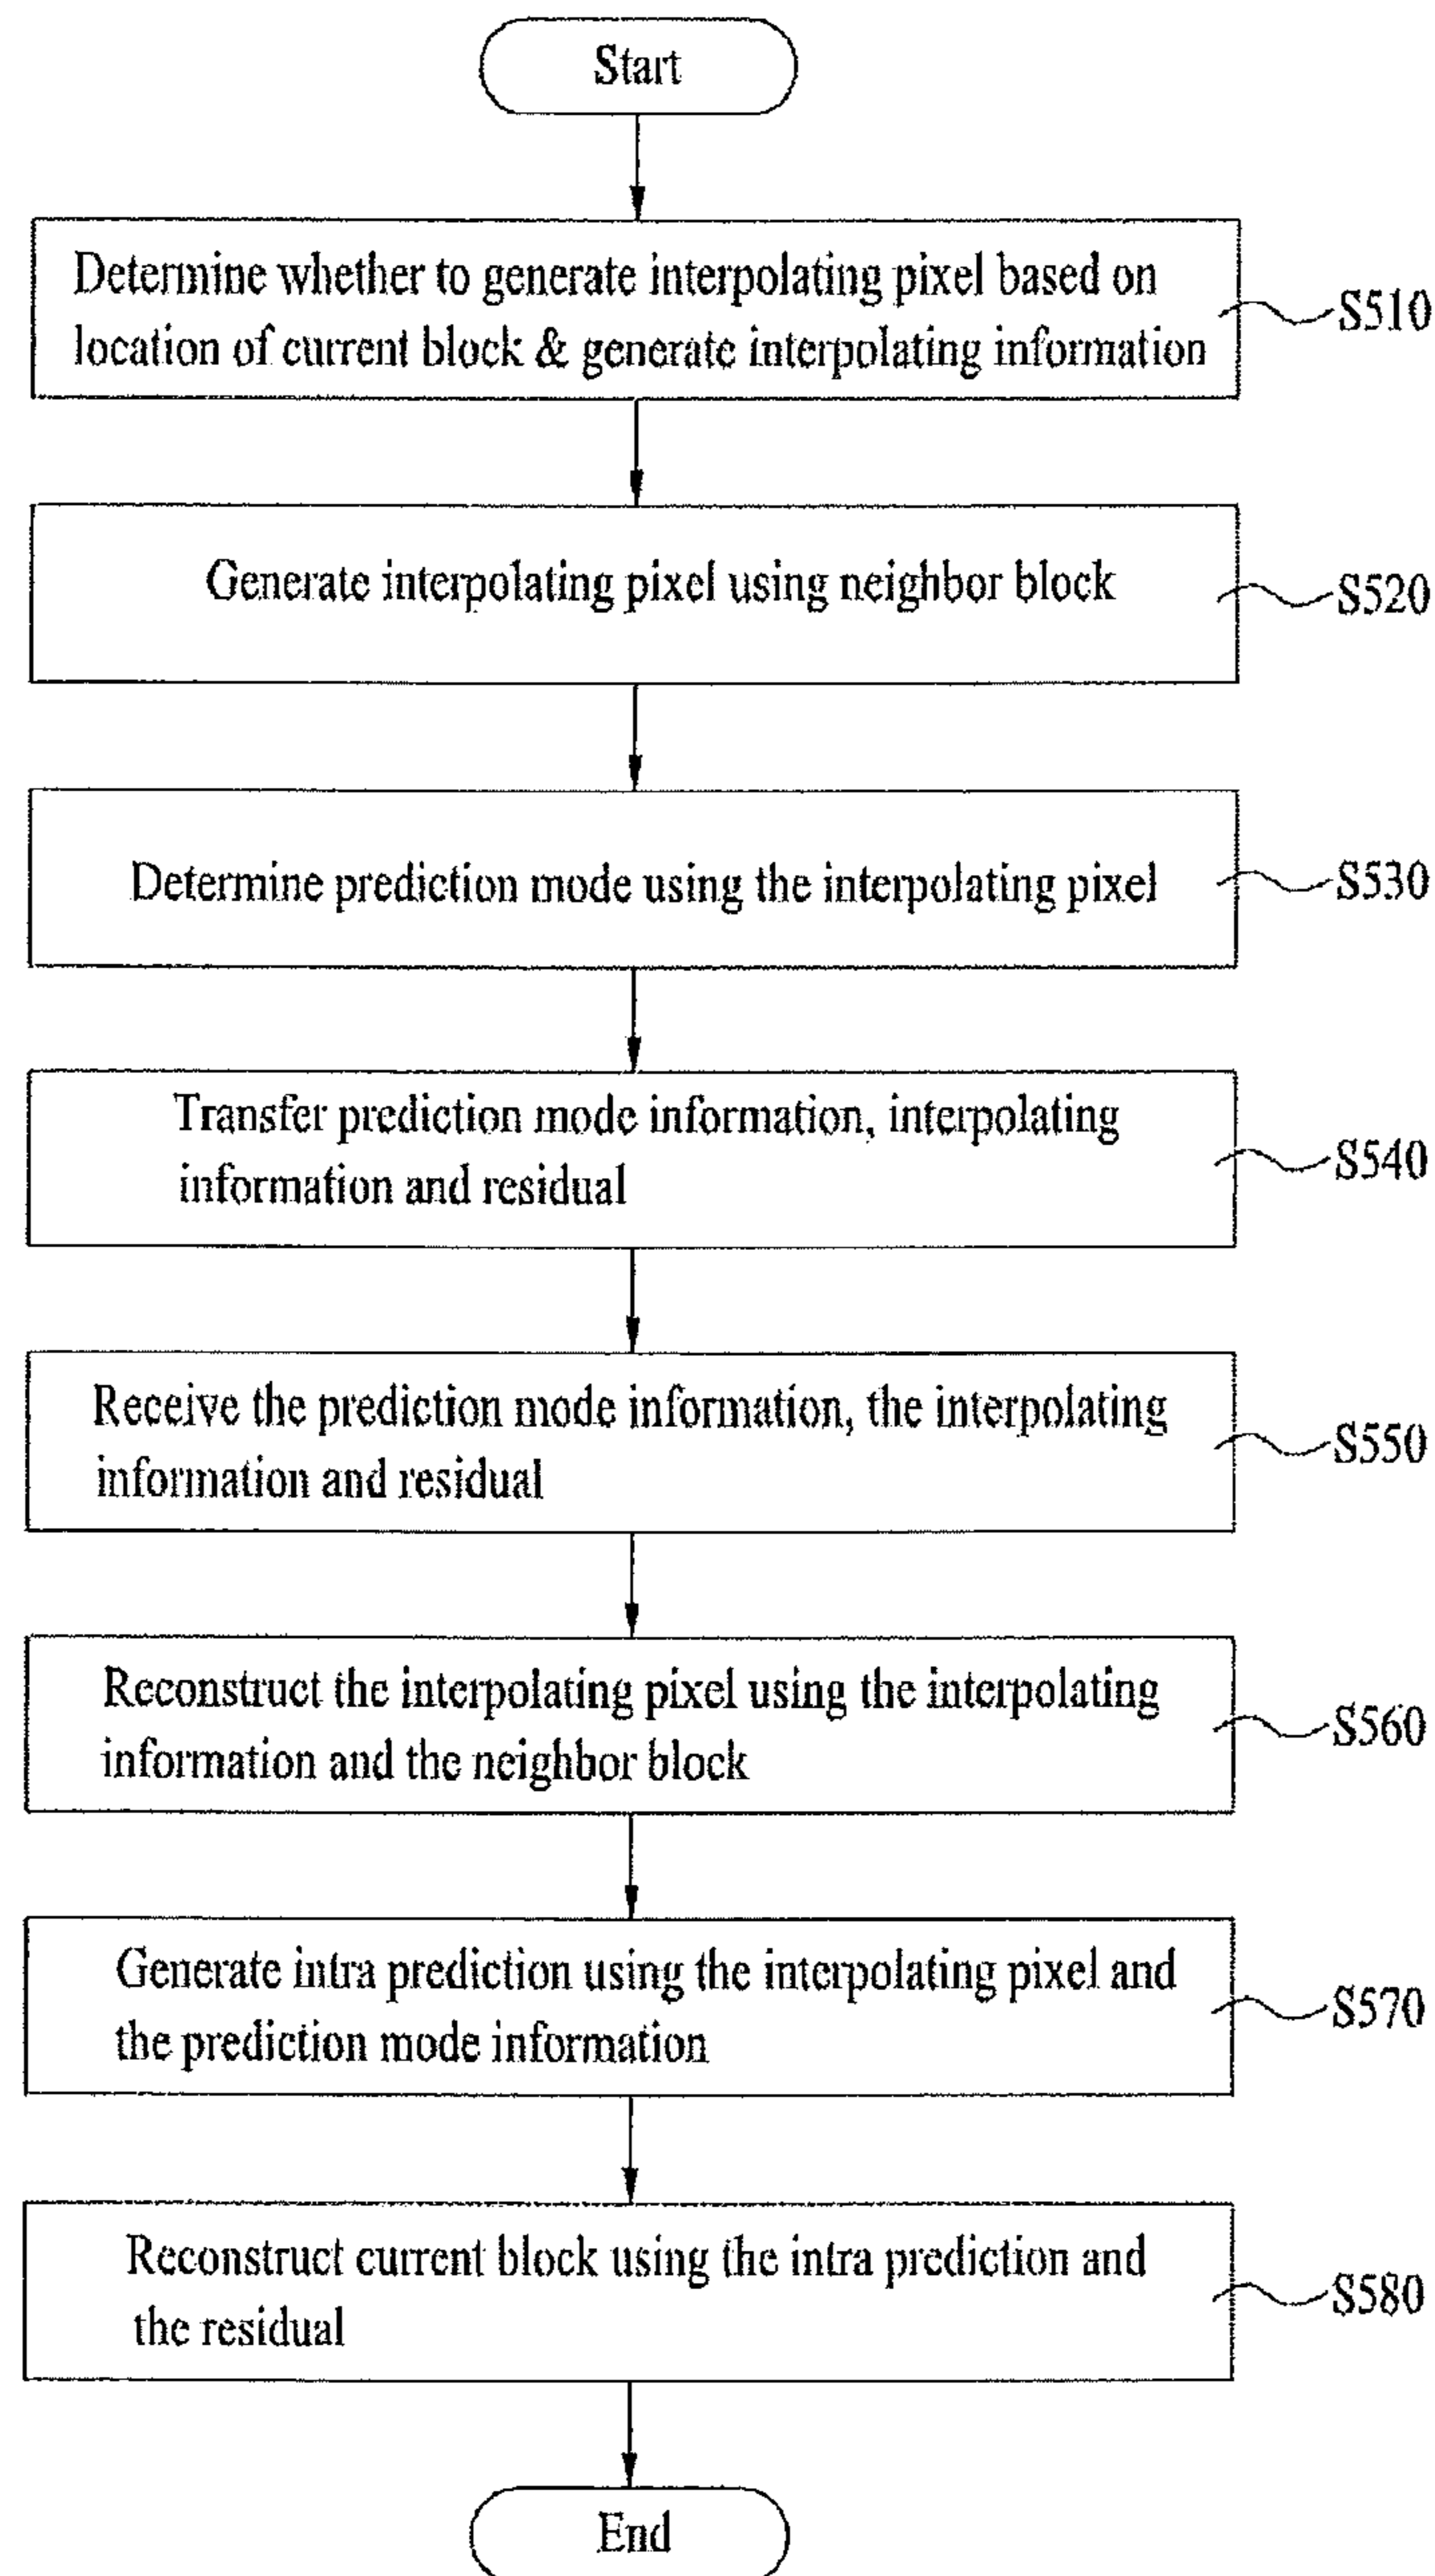 Start
Determine whether to generate interpolating pixel based on
location of current block & generate interpolating information
S510
Generate interpolating pixel using neighbor block
S520
Determine prediction mode using the interpolating pixel
S530
Transfer prediction mode information, interpolating
information and residual
S540
Receive the prediction mode information, the interpolating
information and residual
S550
Reconstruct the interpolating pixel using the interpolating
information and the neighbor block
S560
Generate intra prediction using the interpolating pixel and
the prediction mode information
S570
Reconstruct current block using the intra prediction and
the residual
S580
End